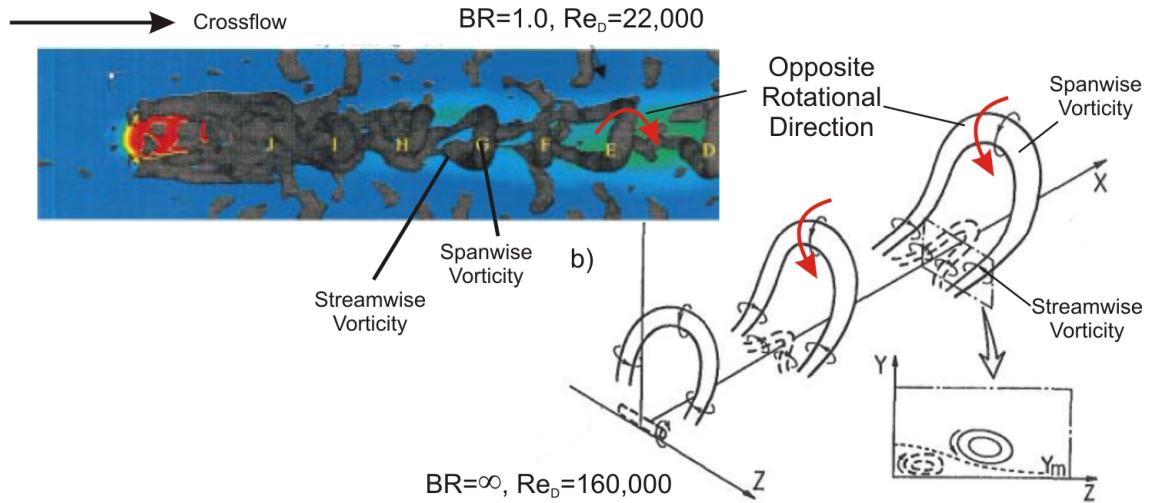 Crossflow
BR=1.0, Re_D=22,000
J I H G F E D
Opposite
Rotational
Direction
Spanwise
Vorticity
X
Spanwise
Vorticity
b)
Streamwise
Vorticity
Streamwise
Vorticity
Y
Ym
Z
Z
BR=∞, Re_D=160,000